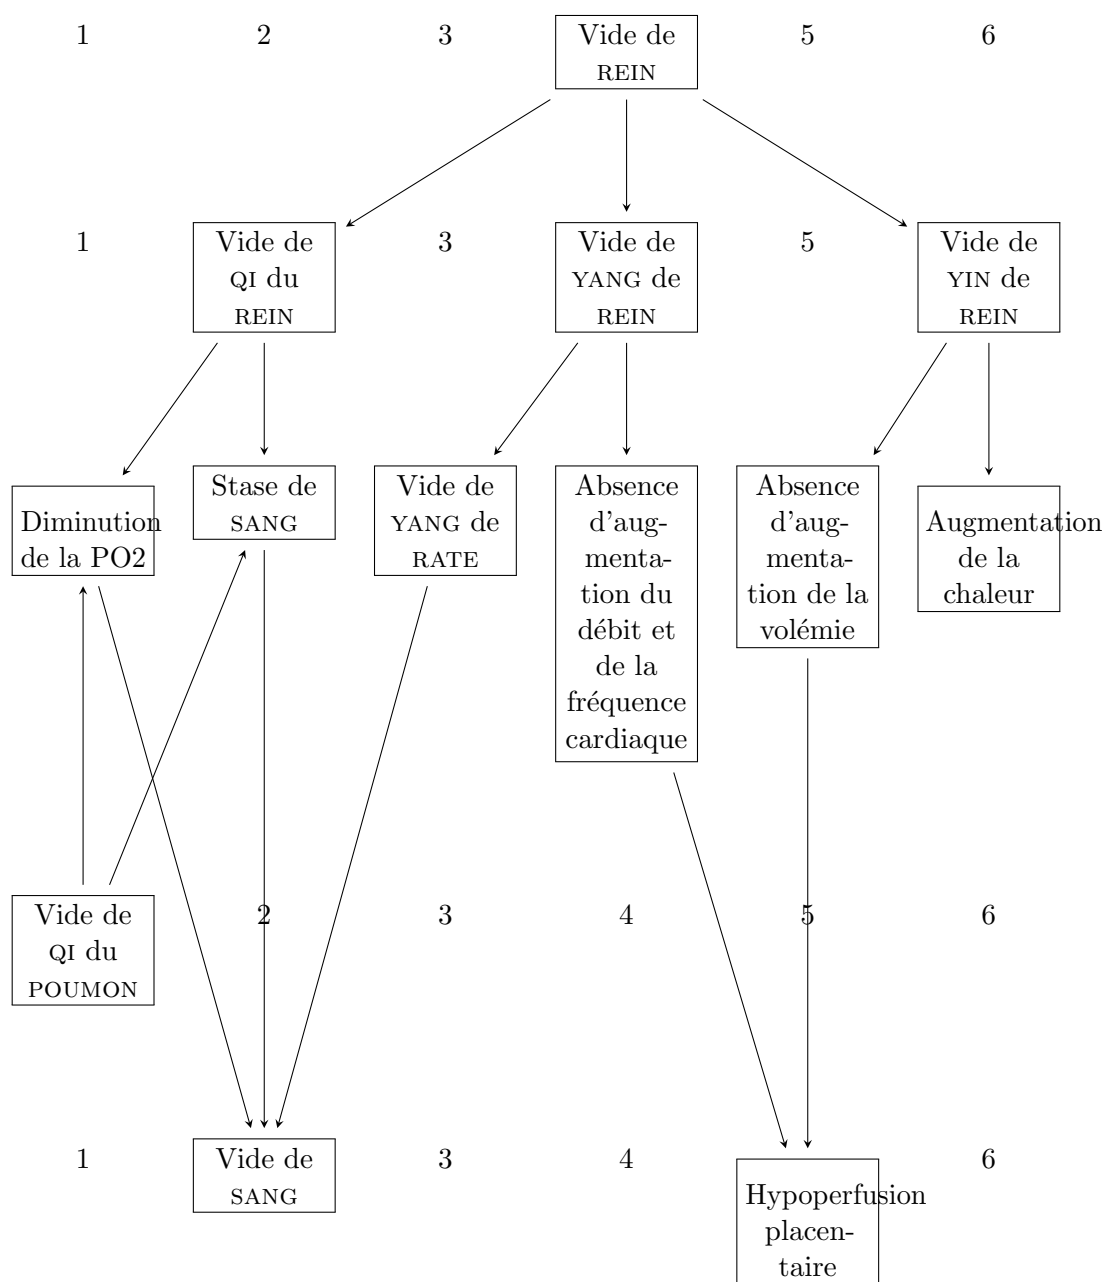 1
2
3
Vide de
REIN
5
6
1
Vide de
QI du
REIN
3
Vide de
YANG de
REIN
5
Vide de
YIN de
REIN
Diminution
de la PO2
Stase de
SANG
Vide de
YANG de
RATE
Absence
d'aug-
menta-
tion du
débit et
de la
fréquence
cardiaque
Absence
d'aug-
menta-
tion de la
volémie
Augmentation
de la
chaleur
Vide de
QI du
POUMON
2
3
4
5
6
1
Vide de
SANG
3
4
Hypoperfusion
placen-
taire
6